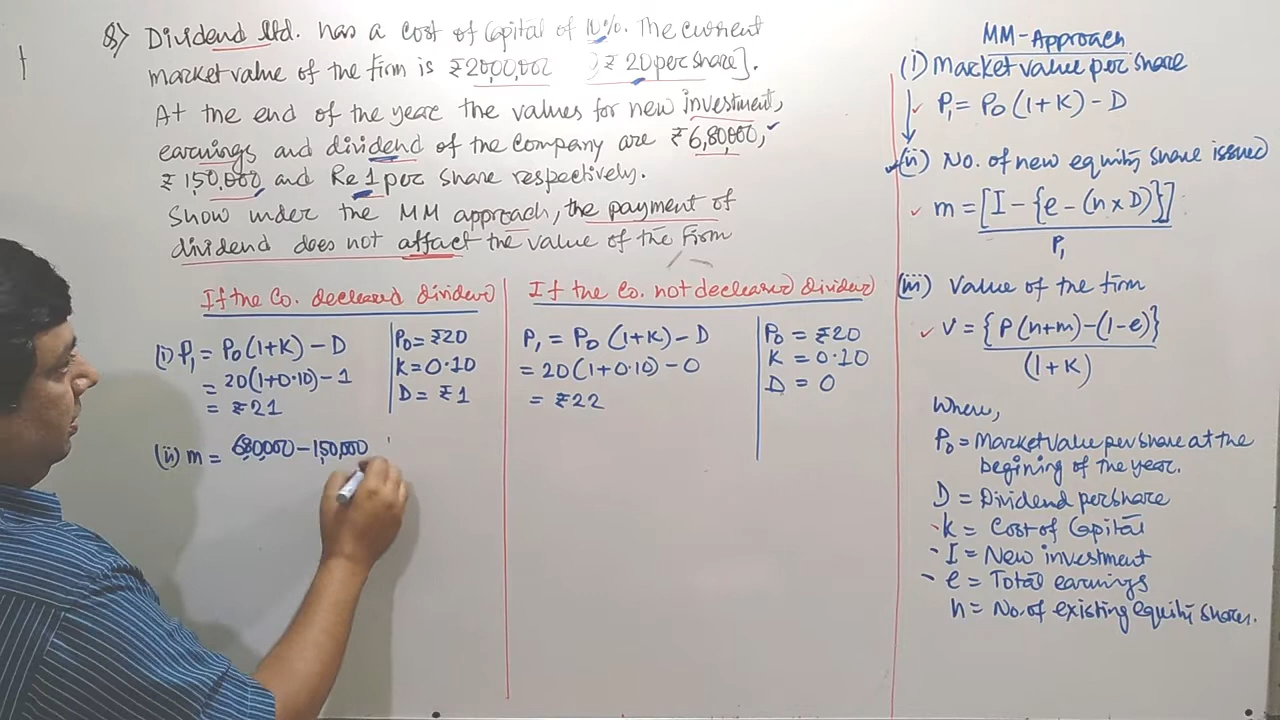 Q) Dividend Ltd. has a Cost of Capital of 10%. The current
market value of the firm is ₹20,00,000 ₹20 per share].
At the end of the year the values for new investment,
earnings and dividend of the Company are ₹6,80,000,
₹150,000 and Re 1 per share respectively.
Show under the MM approach, the payment of
dividend does not affect the value of the firm
If the Co. decleared dividend
(i) P1 = P0(1+K) – D
= 20(1+0.10) – 1
= ₹21
P0 = ₹20
K = 0.10
D = ₹1
(ii) m = 680,000 – 150,000
If the Co. not decleared dividend
P1 = P0 (1+K) – D
= 20(1+0.10) – 0
= ₹22
P0 = ₹20
K = 0.10
D = 0
MM-Approach
(i) Market value per share
P1 = P0 (1+K) – D
(ii) No. of new equity share issued
m = [I – {e – (n×D)}]
P1
(iii) Value of the firm
V = {P(n+m) – (1-e)}
(1+K)
Where,
P0 = Market value per share at the
begining of the year.
D = Dividend per share
K = Cost of Capital
I = New investment
e = Total earnings
n = No. of existing equity shares.